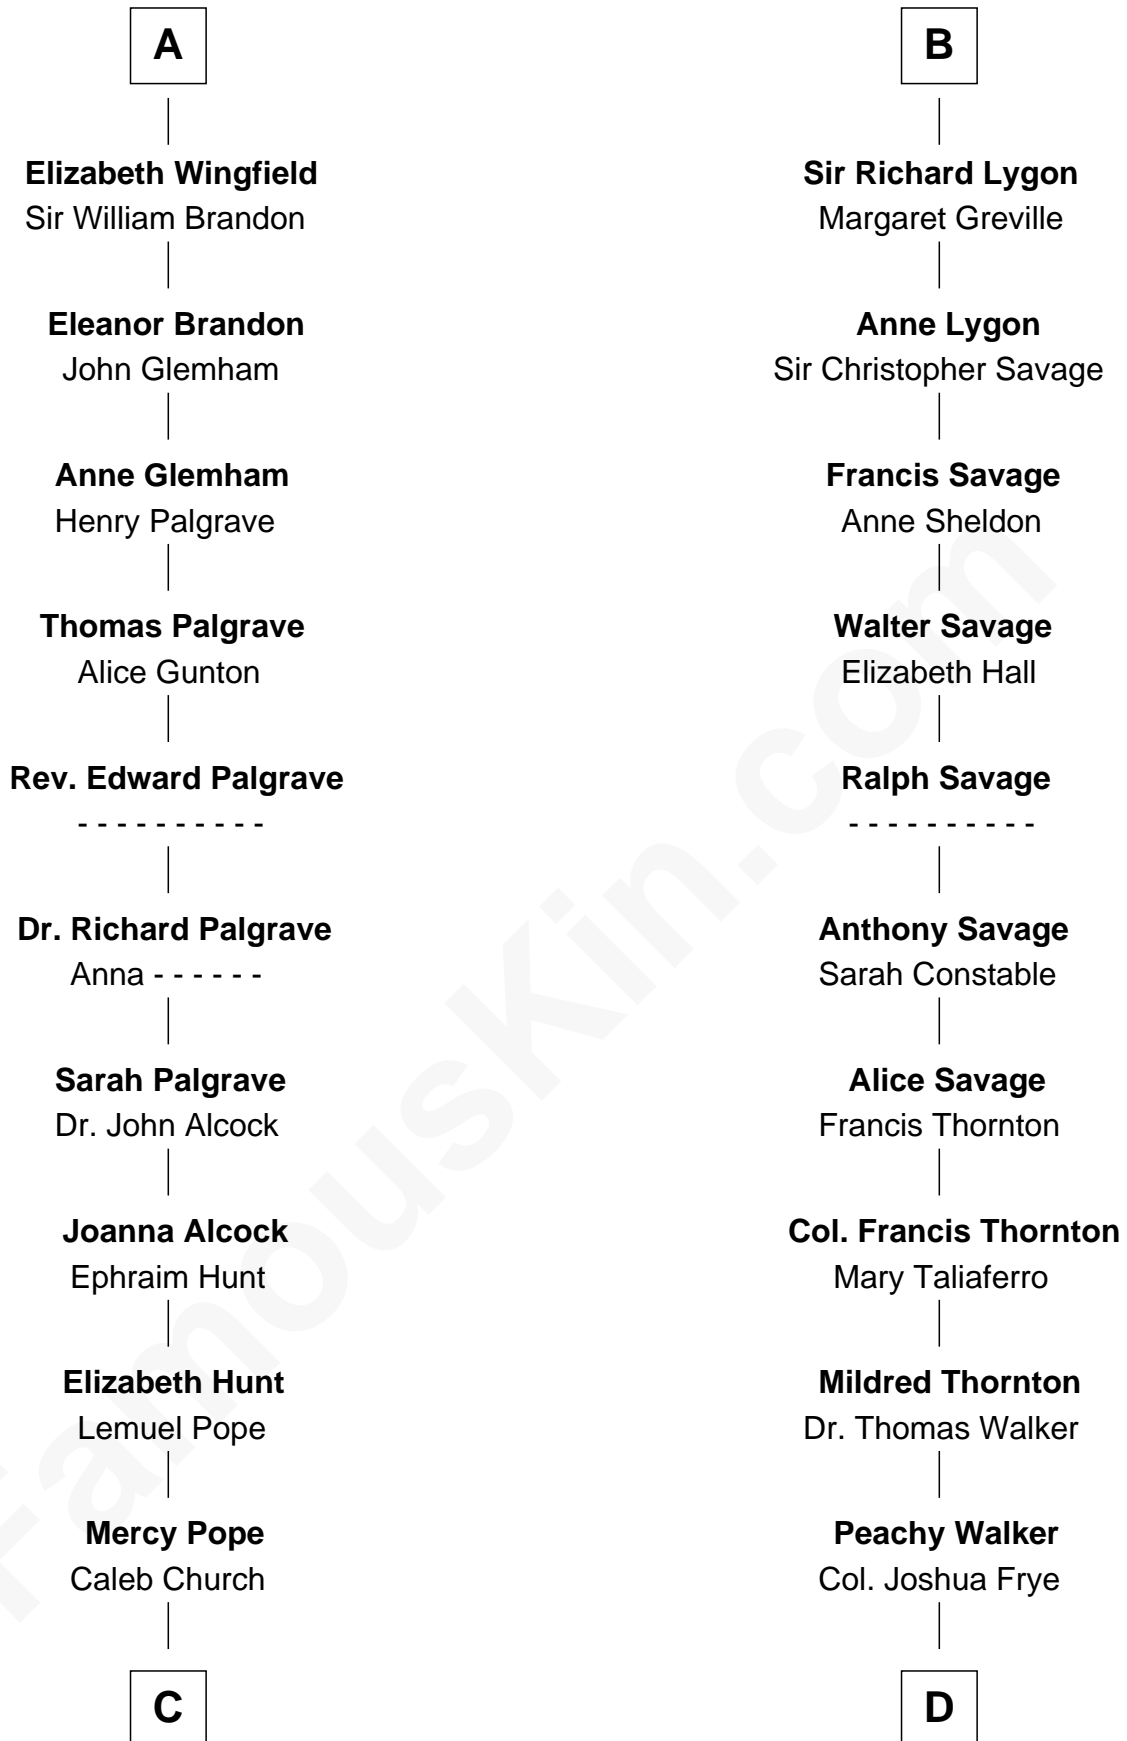 A
Elizabeth Wingfield
Sir William Brandon
Eleanor Brandon
John Glemham
Anne Glemham
Henry Palgrave
Thomas Palgrave
Alice Gunton
Rev. Edward Palgrave
- - - - - - - - - -
Dr. Richard Palgrave
Anna - - - - - -
Sarah Palgrave
Dr. John Alcock
Joanna Alcock
Ephraim Hunt
Elizabeth Hunt
Lemuel Pope
Mercy Pope
Caleb Church
C
B
Sir Richard Lygon
Margaret Greville
Anne Lygon
Sir Christopher Savage
Francis Savage
Anne Sheldon
Walter Savage
Elizabeth Hall
Ralph Savage
- - - - - - - - - -
Anthony Savage
Sarah Constable
Alice Savage
Francis Thornton
Col. Francis Thornton
Mary Taliaferro
Mildred Thornton
Dr. Thomas Walker
Peachy Walker
Col. Joshua Frye
D
FamousKin.com